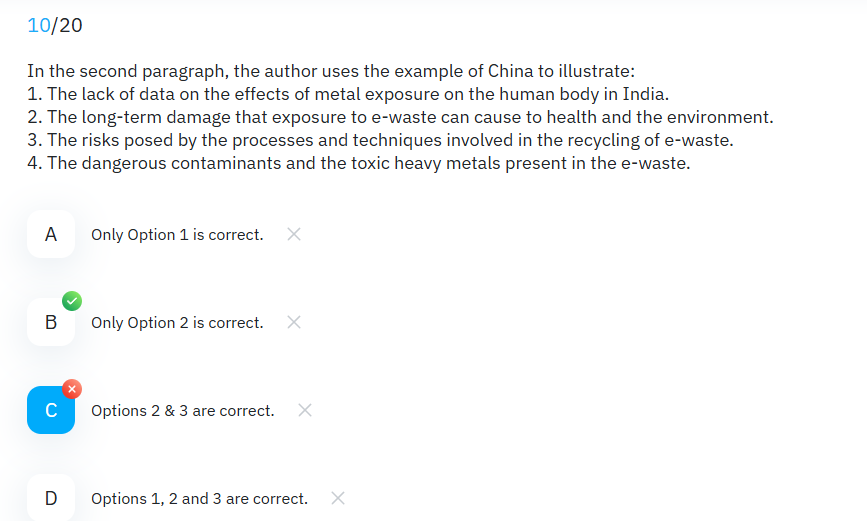 10/20
In the second paragraph, the author uses the example of China to illustrate:
1. The lack of data on the effects of metal exposure on the human body in India.
2. The long-term damage that exposure to e-waste can cause to health and the environment.
3. The risks posed by the processes and techniques involved in the recycling of e-waste.
4. The dangerous contaminants and the toxic heavy metals present in the e-waste.
A Only Option 1 is correct.
B Only Option 2 is correct.
C Options 2 & 3 are correct.
D Options 1, 2 and 3 are correct.